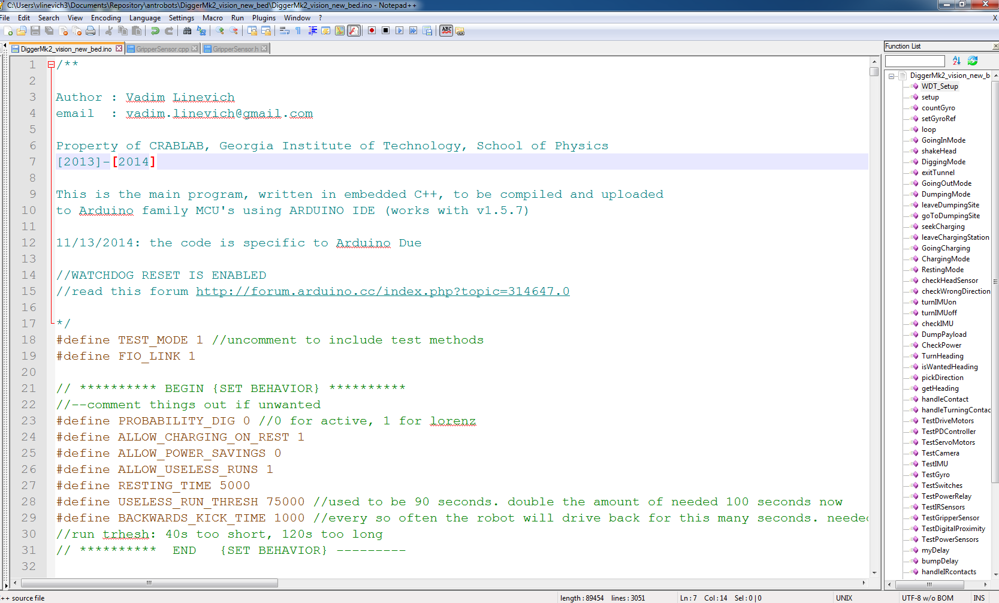 C:\Users\vlinevich3\Documents\Repository\antrobots\DiggerMk2_vision_new_bed\DiggerMk2_vision_new_bed.ino - Notepad++
File Edit Search View Encoding Language Settings Macro Run Plugins Window ? X
DiggerMk2_vision_new_bed.ino GripperSensor.cpp GripperSensor.h
1 /**
2
3 Author : Vadim Linevich
4 email  : vadim.linevich@gmail.com
5
6 Property of CRABLAB, Georgia Institute of Technology, School of Physics
7 [2013]-[2014]
8
9 This is the main program, written in embedded C++, to be compiled and uploaded
10 to Arduino family MCU's using ARDUINO IDE (works with v1.5.7)
11
12 11/13/2014: the code is specific to Arduino Due
13
14 //WATCHDOG RESET IS ENABLED
15 //read this forum http://forum.arduino.cc/index.php?topic=314647.0
16
17 */
18 #define TEST_MODE 1 //uncomment to include test methods
19 #define FIO_LINK 1
20
21 // ********** BEGIN {SET BEHAVIOR} **********
22 //--comment things out if unwanted
23 #define PROBABILITY_DIG 0 //0 for active, 1 for lorenz
24 #define ALLOW_CHARGING_ON_REST 1
25 #define ALLOW_POWER_SAVINGS 0
26 #define ALLOW_USELESS_RUNS 1
27 #define RESTING_TIME 5000
28 #define USELESS_RUN_THRESH 75000 //used to be 90 seconds. double the amount of needed 100 seconds now
29 #define BACKWARDS_KICK_TIME 1000 //every so often the robot will drive back for this many seconds. needed
30 //run trhesh: 40s too short, 120s too long
31 // **********  END   {SET BEHAVIOR} ---------
32
Function List
DiggerMk2_vision_new_b
WDT_Setup
setup
countGyro
setGyroRef
loop
GoingInMode
shakeHead
DiggingMode
exitTunnel
GoingOutMode
DumpingMode
leaveDumpingSite
goToDumpingSite
seekCharging
leaveChargingStation
GoingCharging
ChargingMode
RestingMode
checkHeadSensor
checkWrongDirection
turnIMUon
turnIMUoff
checkIMU
DumpPayload
CheckPower
TurnHeading
isWantedHeading
pickDirection
getHeading
handleContact
handleTurningContac
TestDriveMotors
TestPDController
TestServoMotors
TestCamera
TestIMU
TestGyro
TestSwitches
TestPowerRelay
TestIRSensors
TestGripperSensor
TestDigitalProximity
TestPowerSensors
myDelay
bumpDelay
handleIRcontacts
++ source file length : 89454 lines : 3051 Ln : 7 Col : 14 Sel : 0 | 0 UNIX UTF-8 w/o BOM INS